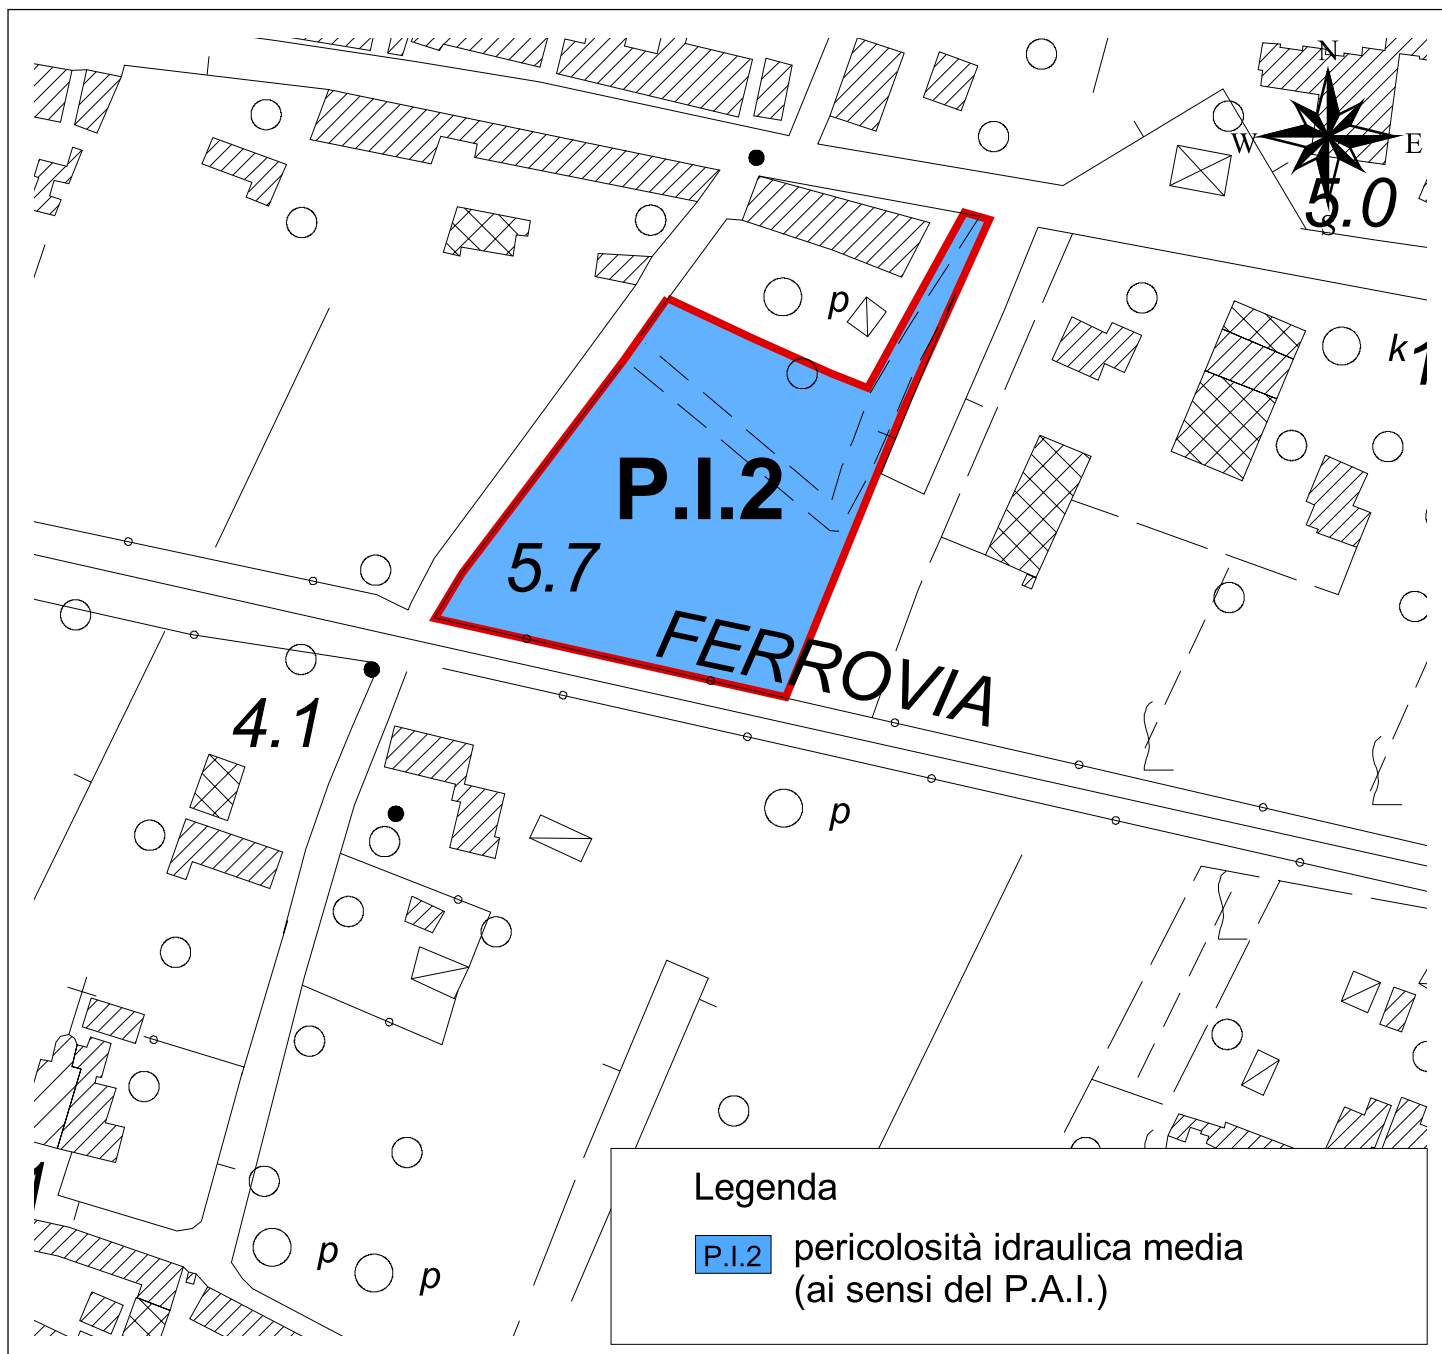 N
W
E
S
5.0
p
k
P.I.2
5.7
FERROVIA
4.1
p
p
p
Legenda
P.I.2
pericolosità idraulica media
(ai sensi del P.A.I.)